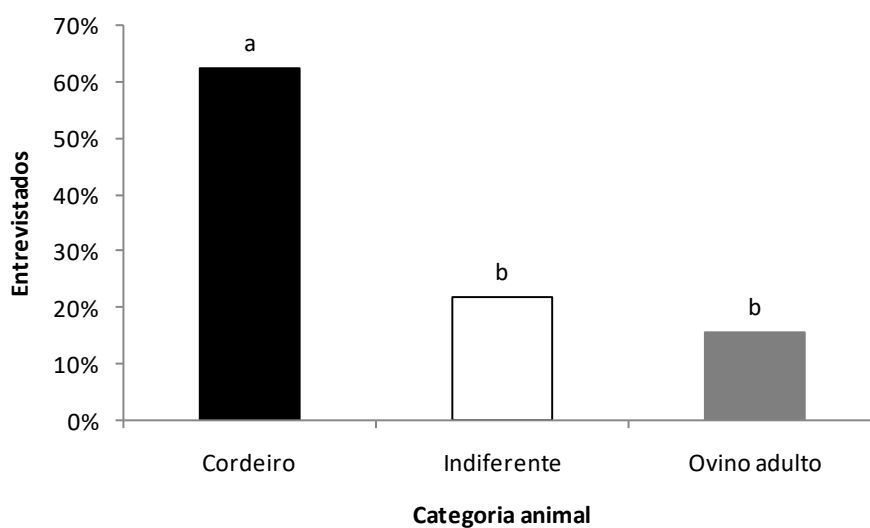 70%
60%
50%
40%
30%
20%
10%
0%
Entrevistados
a
b
b
Cordeiro
Indiferente
Ovino adulto
Categoria animal